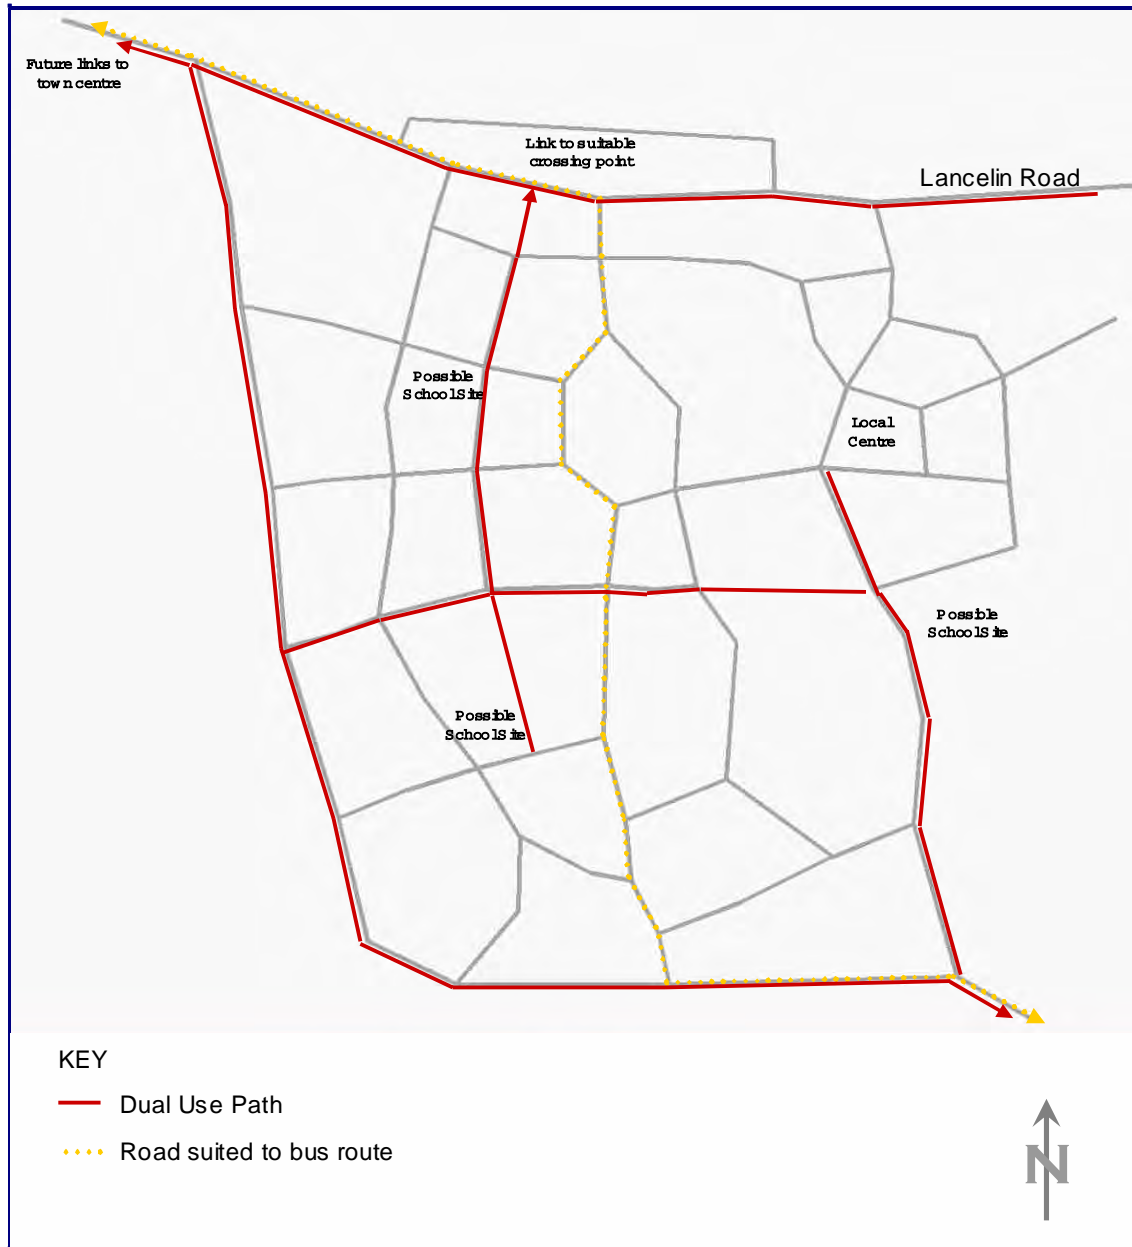 Future links to
town centre
Link to suitable
crossing point
Lancelin Road
Possible
School Site
Local
Centre
Possible
School Site
Possible
School Site
KEY
Dual Use Path
Road suited to bus route
N